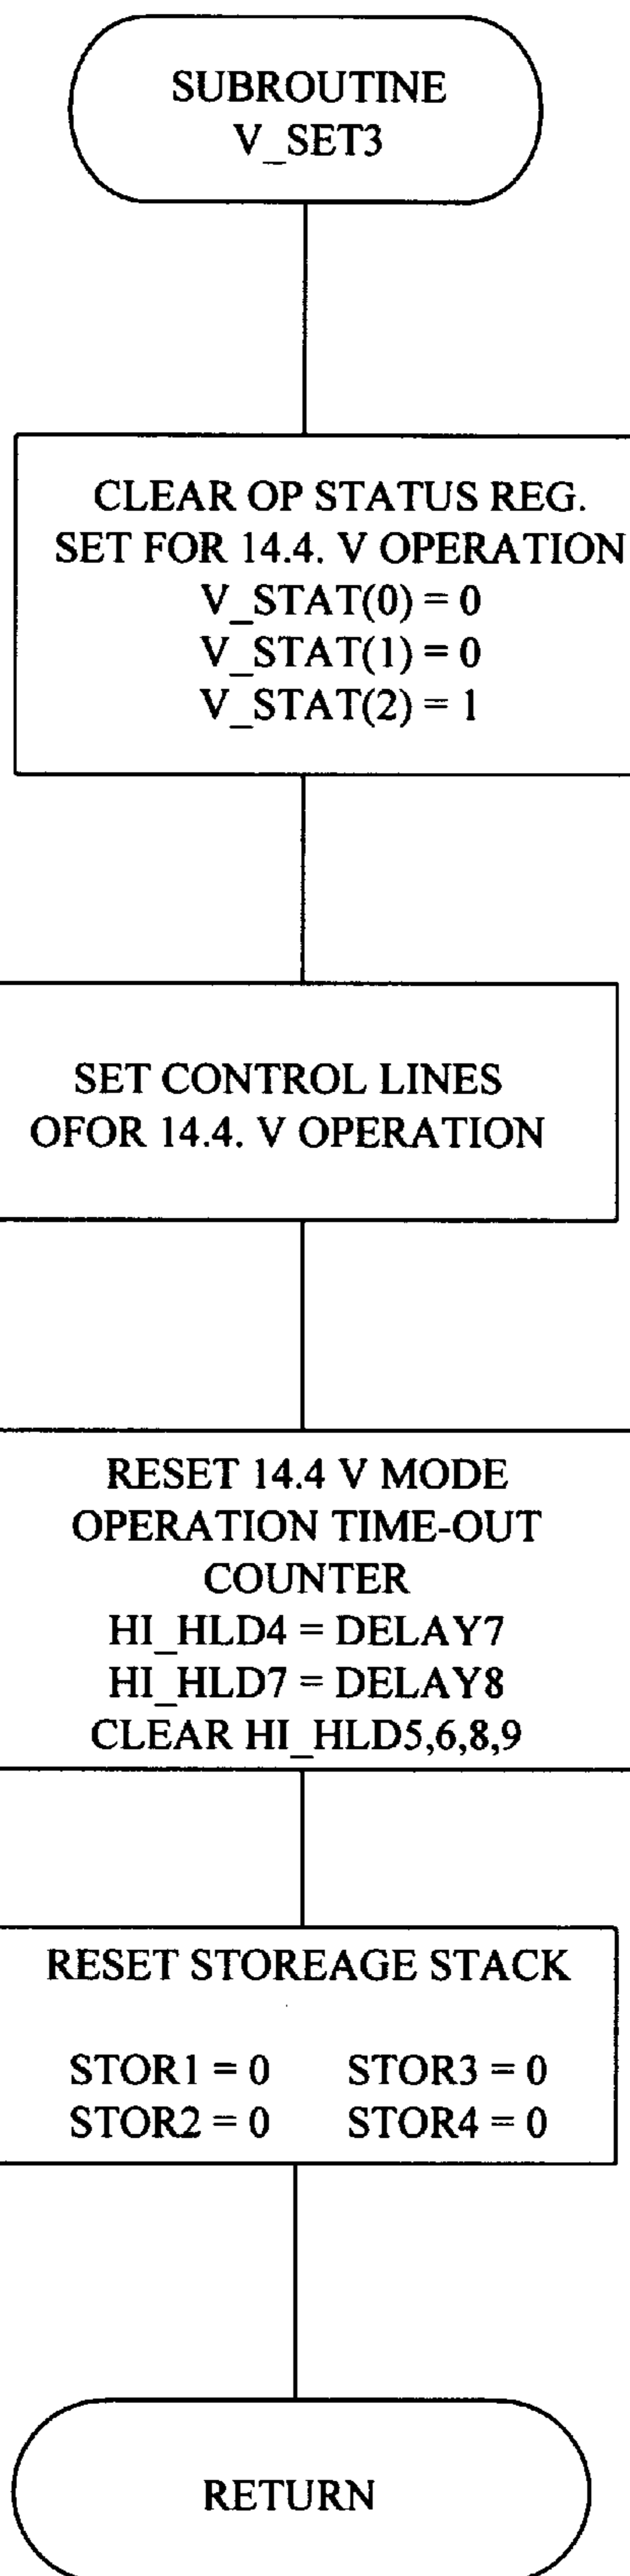 SUBROUTINE
V_SET3
CLEAR OP STATUS REG.
SET FOR 14.4. V OPERATION
V_STAT(0) = 0
V_STAT(1) = 0
V_STAT(2) = 1
SET CONTROL LINES
OFOR 14.4. V OPERATION
RESET 14.4 V MODE
OPERATION TIME-OUT
COUNTER
HI_HLD4 = DELAY7
HI_HLD7 = DELAY8
CLEAR HI_HLD5,6,8,9
RESET STOREAGE STACK
STOR1 = 0 STOR3 = 0
STOR2 = 0 STOR4 = 0
RETURN